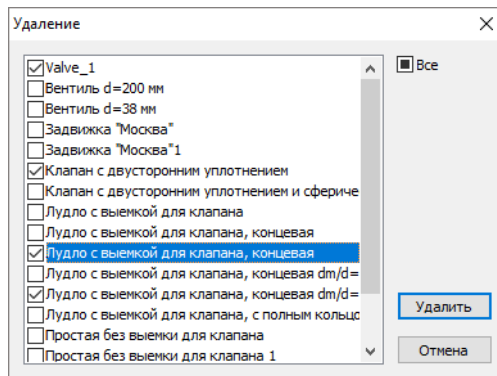 Удаление
Valve_1
Все
Вентиль d=200 мм
Вентиль d=38 мм
Задвижка "Москва"
Задвижка "Москва"1
Клапан с двусторонним уплотнением
Клапан с двусторонним уплотнением и сфериче
Лудло с выемкой для клапана
Лудло с выемкой для клапана, концевая
Лудло с выемкой для клапана, концевая
Лудло с выемкой для клапана, концевая dm/d=
Лудло с выемкой для клапана, концевая dm/d=
Лудло с выемкой для клапана, с полным кольцо
Простая без выемки для клапана
Простая без выемки для клапана 1
Удалить
Отмена